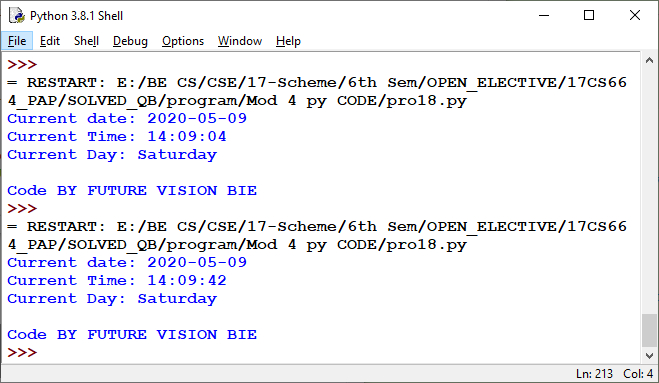 Python 3.8.1 Shell
File Edit Shell Debug Options Window Help
>>>
= RESTART: E:/BE CS/CSE/17-Scheme/6th Sem/OPEN_ELECTIVE/17CS66
4_PAP/SOLVED_QB/program/Mod 4 py CODE/pro18.py
Current date: 2020-05-09
Current Time: 14:09:04
Current Day: Saturday
Code BY FUTURE VISION BIE
>>>
= RESTART: E:/BE CS/CSE/17-Scheme/6th Sem/OPEN_ELECTIVE/17CS66
4_PAP/SOLVED_QB/program/Mod 4 py CODE/pro18.py
Current date: 2020-05-09
Current Time: 14:09:42
Current Day: Saturday
Code BY FUTURE VISION BIE
>>>
Ln: 213 Col: 4